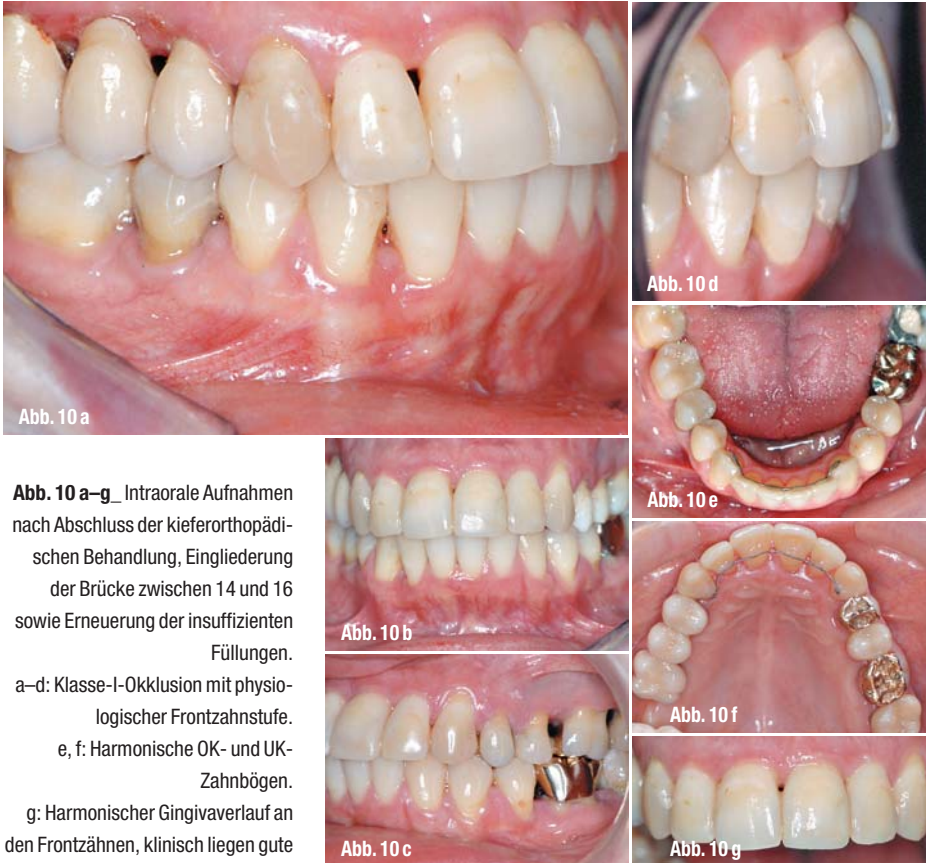 Abb. 10 a
Abb. 10 d
Abb. 10 e
Abb. 10 b
Abb. 10 f
Abb. 10 c
Abb. 10 g
Abb. 10 a–g_ Intraorale Aufnahmen
nach Abschluss der kieferorthopädi-
schen Behandlung, Eingliederung
der Brücke zwischen 14 und 16
sowie Erneuerung der insuffizienten
Füllungen.
a–d: Klasse-I-Okklusion mit physio-
logischer Frontzahnstufe.
e, f: Harmonische OK- und UK-
Zahnbögen.
g: Harmonischer Gingivaverlauf an
den Frontzähnen, klinisch liegen gute